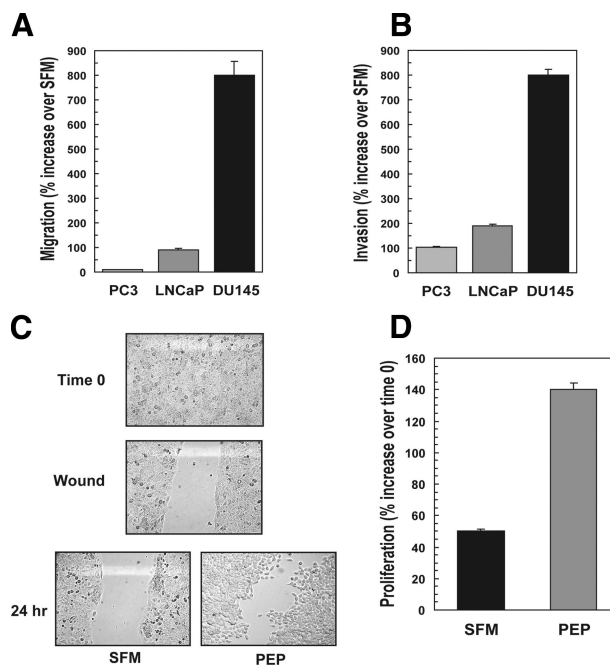 A
Migration (% increase over SFM)
900
800
700
600
500
400
300
200
100
0
PC3 LNCaP DU145
B
Invasion (% increase over SFM)
900
800
700
600
500
400
300
200
100
0
PC3 LNCaP DU145
C
Time 0
Wound
24 hr
SFM PEP
D
Proliferation (% increase over time 0)
160
140
120
100
80
60
40
20
0
SFM PEP